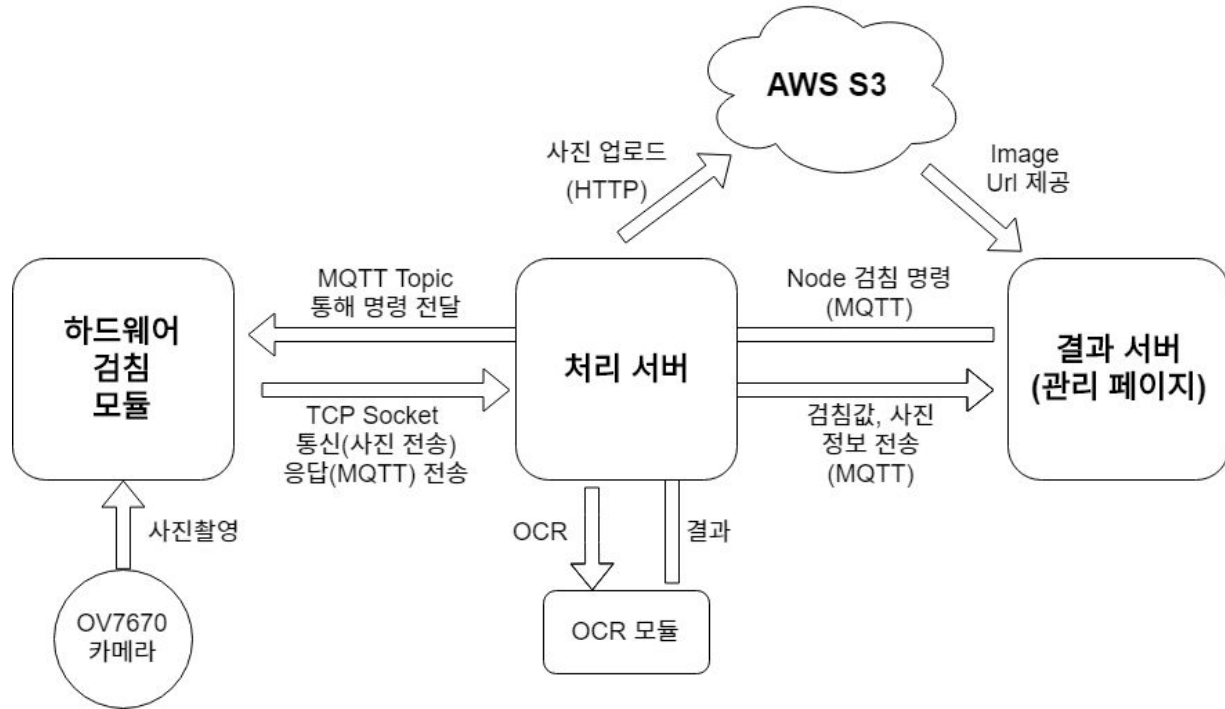 AWS S3
사진 업로드
(HTTP)
Image
Url 제공
MQTT Topic
통해 명령 전달
Node 검침 명령
(MQTT)
하드웨어
검침
모듈
처리 서버
결과 서버
(관리 페이지)
TCP Socket
통신(사진 전송)
응답(MQTT) 전송
검침값, 사진
정보 전송
(MQTT)
사진촬영
OCR
결과
OV7670
카메라
OCR 모듈